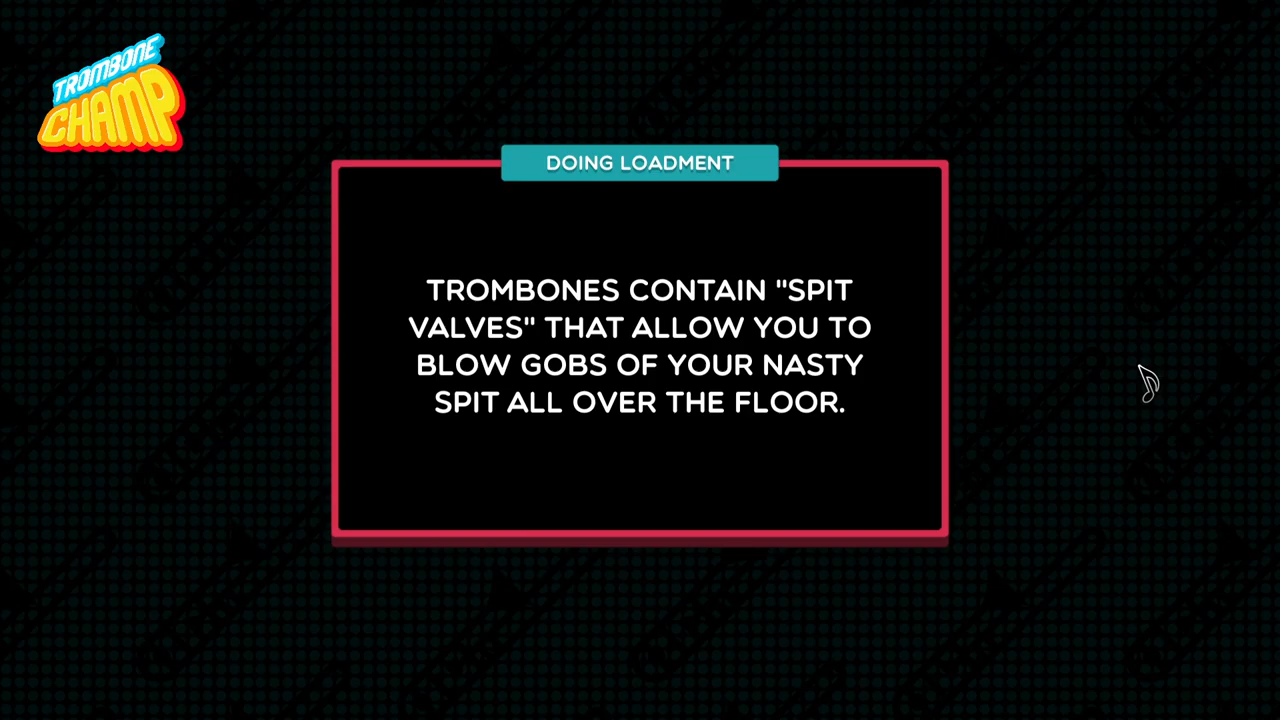 TROMBONE
CHAMP
DOING LOADMENT
TROMBONES CONTAIN "SPIT
VALVES" THAT ALLOW YOU TO
BLOW GOBS OF YOUR NASTY
SPIT ALL OVER THE FLOOR.